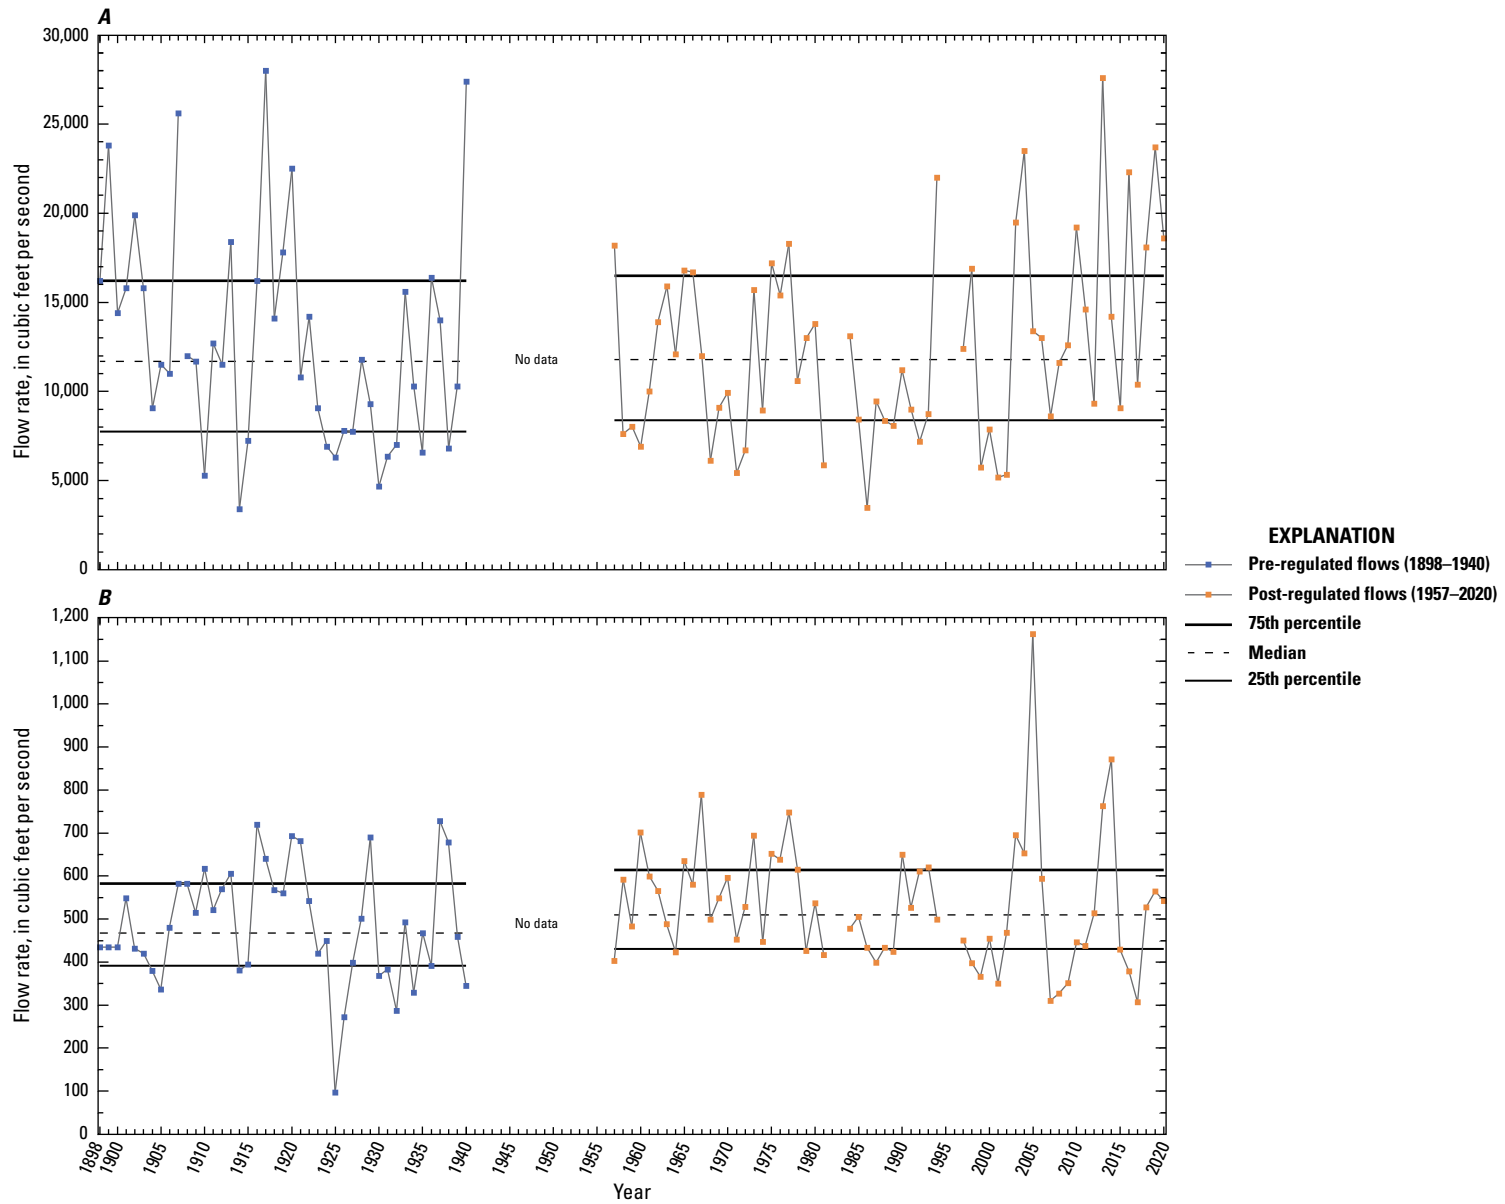 A
30,000
25,000
20,000
15,000
10,000
5,000
0
Flow rate, in cubic feet per second
No data
EXPLANATION
Pre-regulated flows (1898–1940)
Post-regulated flows (1957–2020)
75th percentile
Median
25th percentile
B
1,200
1,100
1,000
900
800
700
600
500
400
300
200
100
0
Flow rate, in cubic feet per second
No data
1898 1900 1905 1910 1915 1920 1925 1930 1935 1940 1945 1950 1955 1960 1965 1970 1975 1980 1985 1990 1995 2000 2005 2010 2015 2020
Year